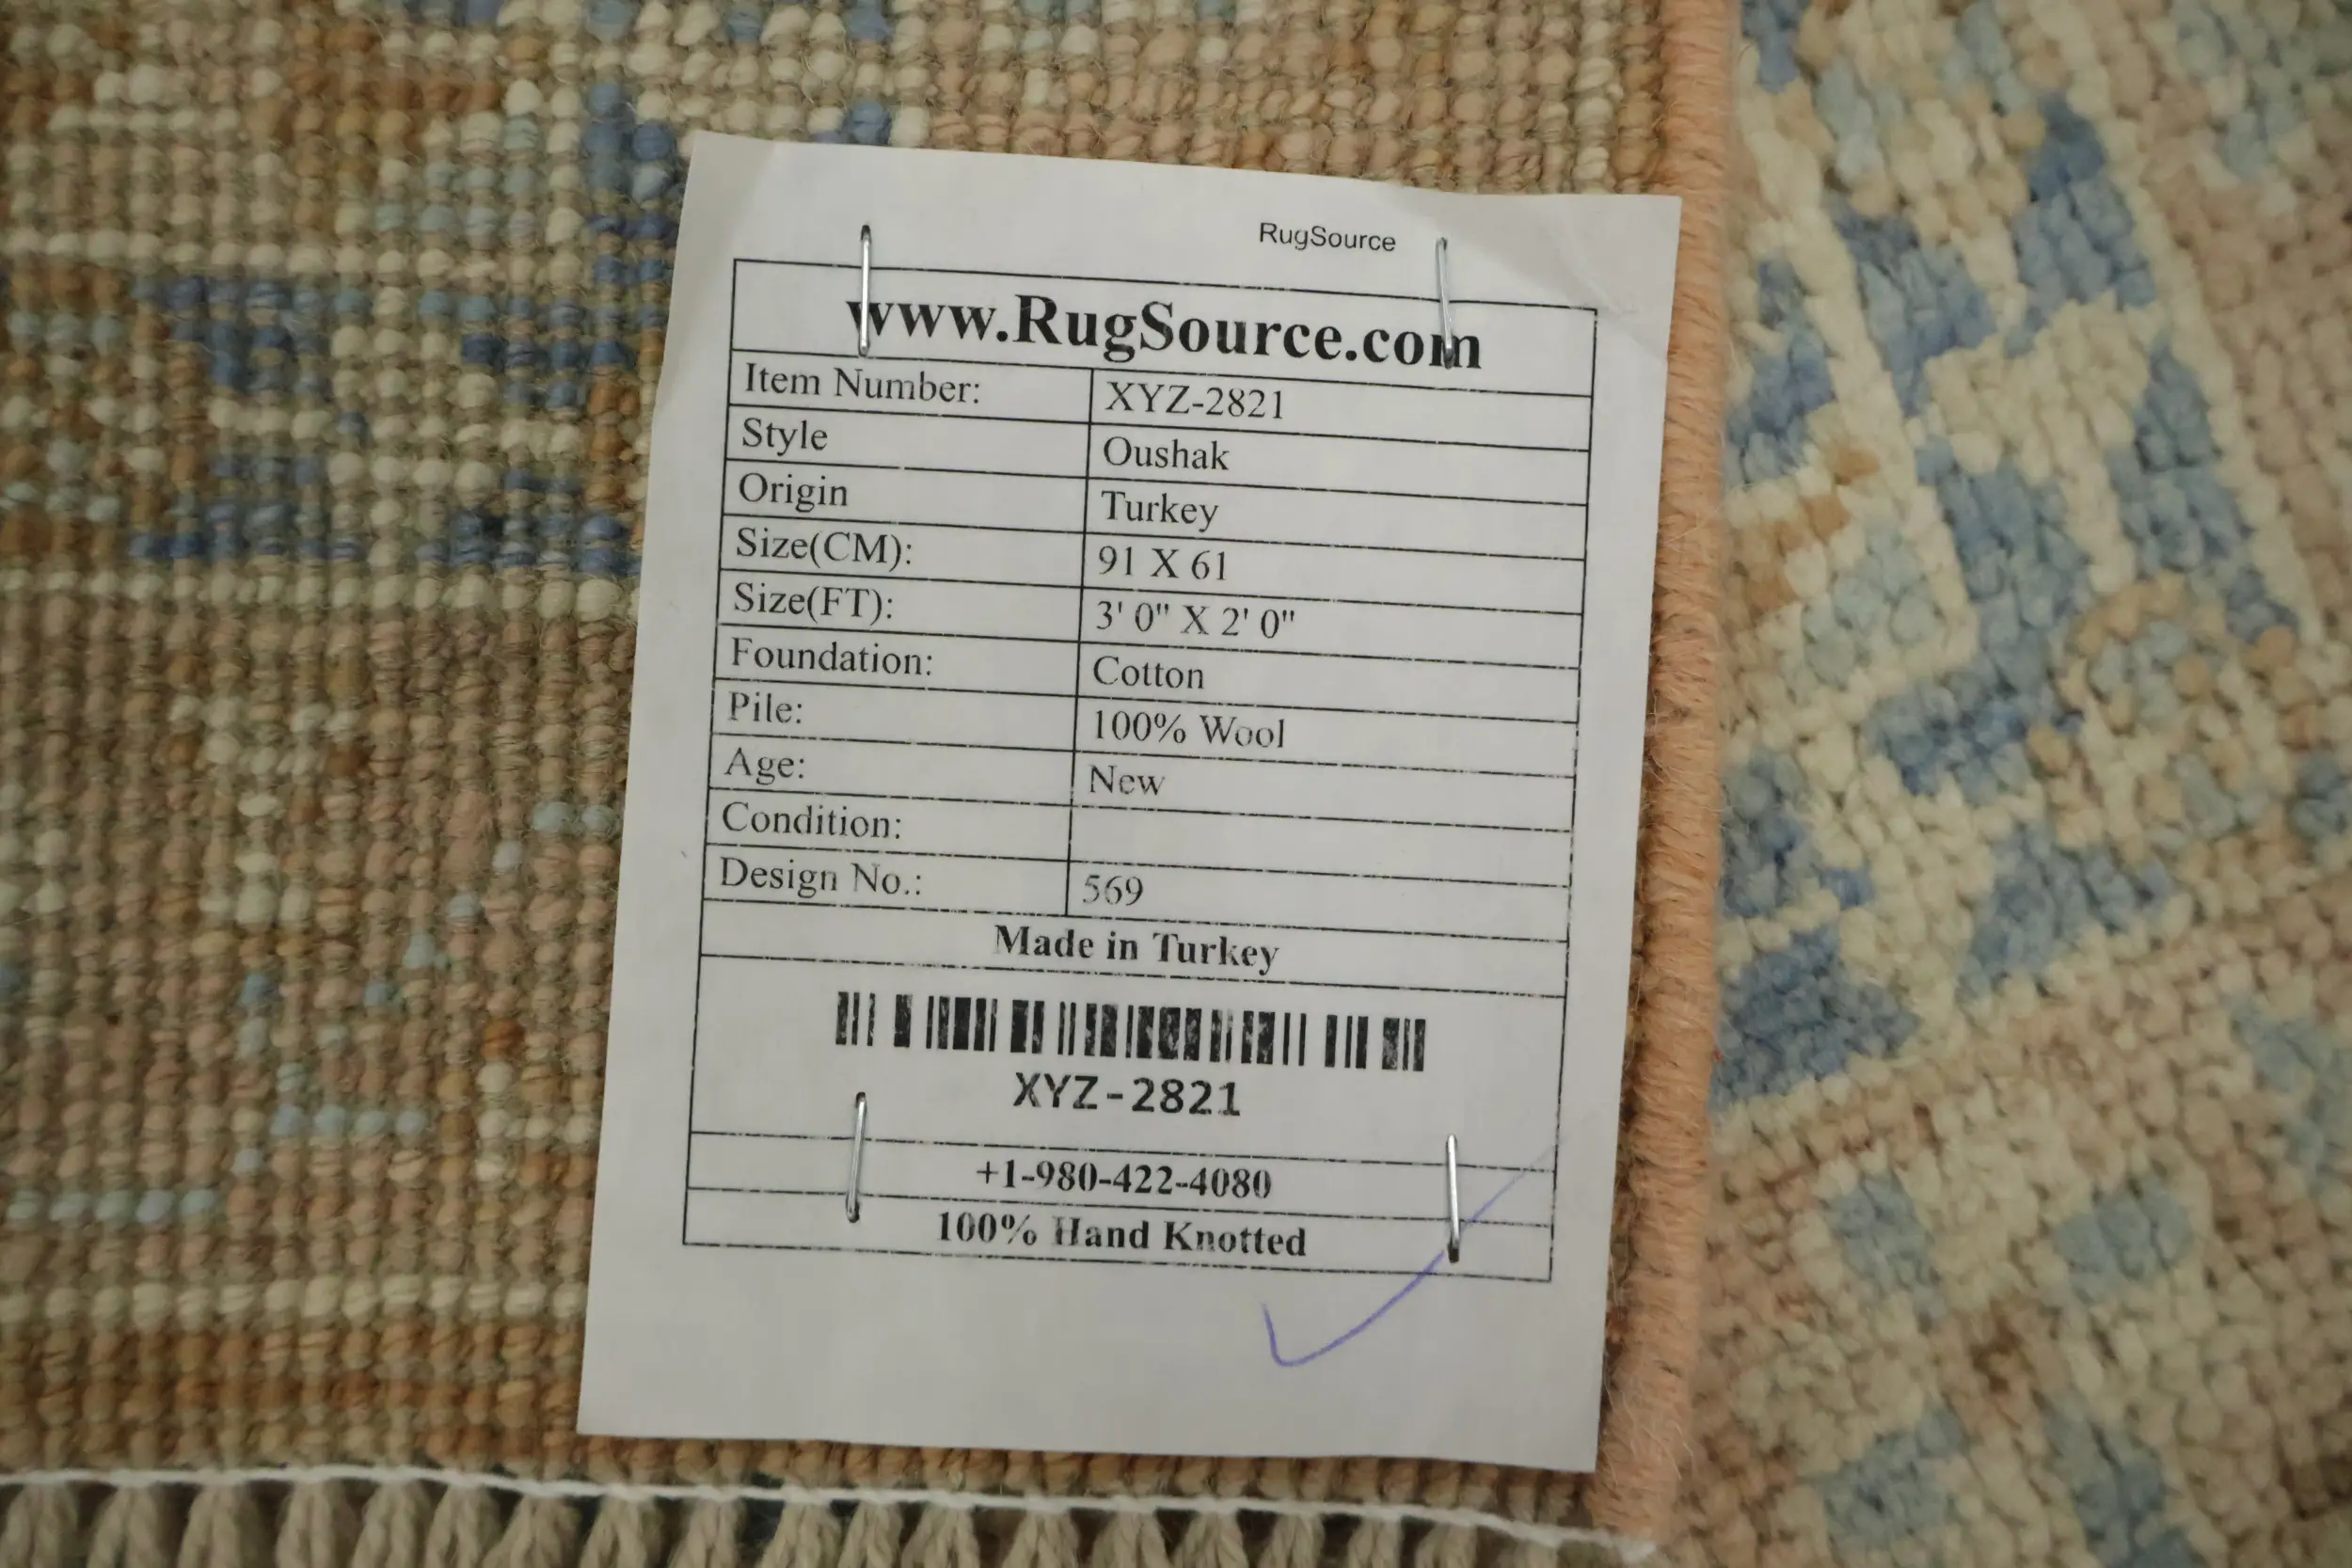 RugSource
www.RugSource.com
Item Number: XYZ-2821
Style Oushak
Origin Turkey
Size(CM): 91 X 61
Size(FT): 3' 0" X 2' 0"
Foundation: Cotton
Pile: 100% Wool
Age: New
Condition:
Design No.: 569
Made in Turkey
XYZ-2821
+1-980-422-4080
100% Hand Knotted